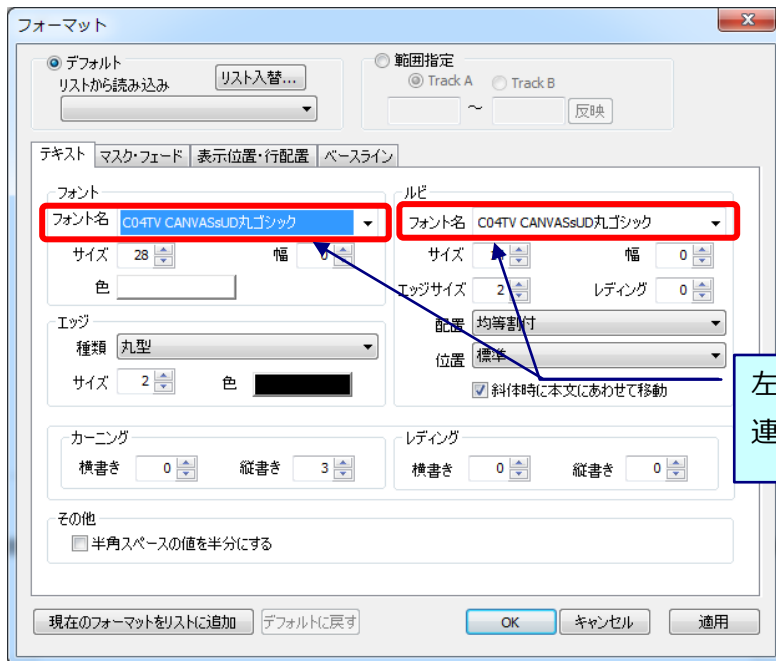 フォーマット
デフォルト
リストから読み込み
リスト入替...
範囲指定
Track A
Track B
～
反映
テキスト
マスク・フェード
表示位置・行配置
ベースライン
フォント
フォント名 C04TV CANVASsUD丸ゴシック
サイズ 28
幅
色
エッジ
種類 丸型
サイズ 2
色
ルビ
フォント名 C04TV CANVASsUD丸ゴシック
サイズ
幅 0
エッジサイズ 2
レディング 0
配置 均等割付
位置 標準
斜体時に本文にあわせて移動
左
連
カーニング
横書き 0
縦書き 3
レディング
横書き 0
縦書き 0
その他
半角スペースの値を半分にする
現在のフォーマットをリストに追加
デフォルトに戻す
OK
キャンセル
適用